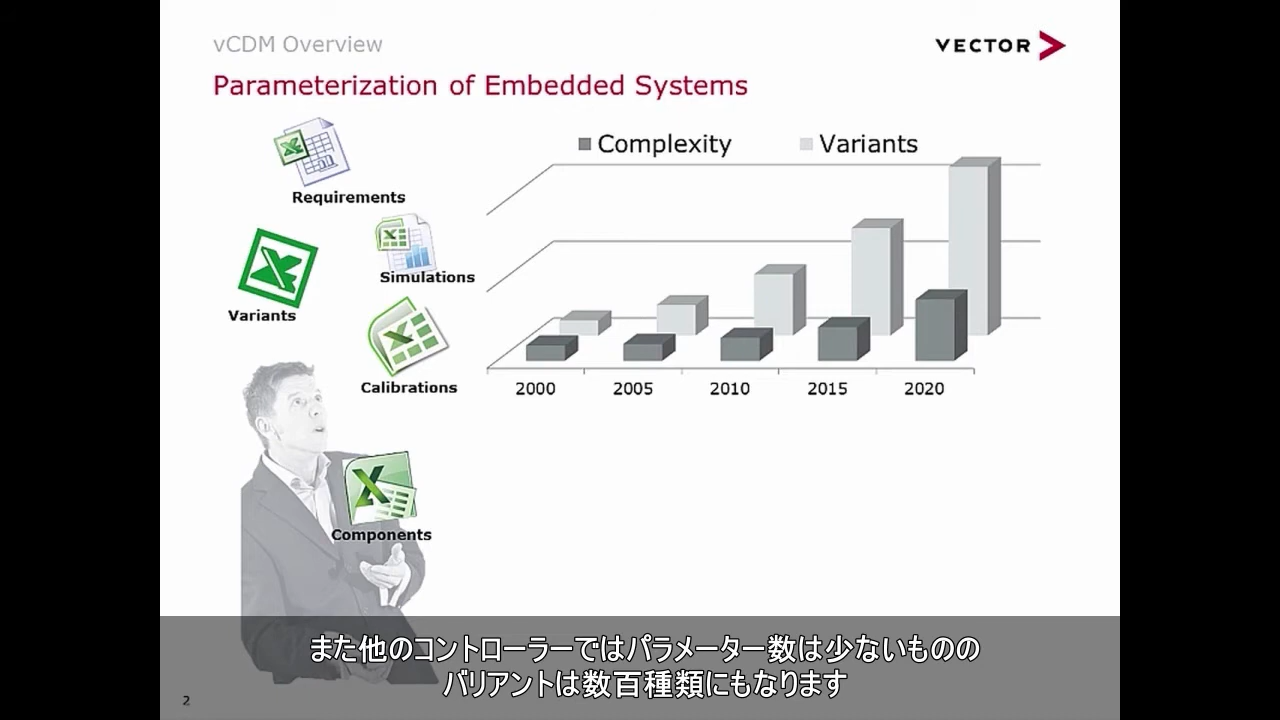 vCDM Overview
VECTOR
Parameterization of Embedded Systems
Requirements
Simulations
Variants
Calibrations
Components
Complexity
Variants
2000
2005
2010
2015
2020
また他のコントローラーではパラメーター数は少ないものの
バリアントは数百種類にもなります
2